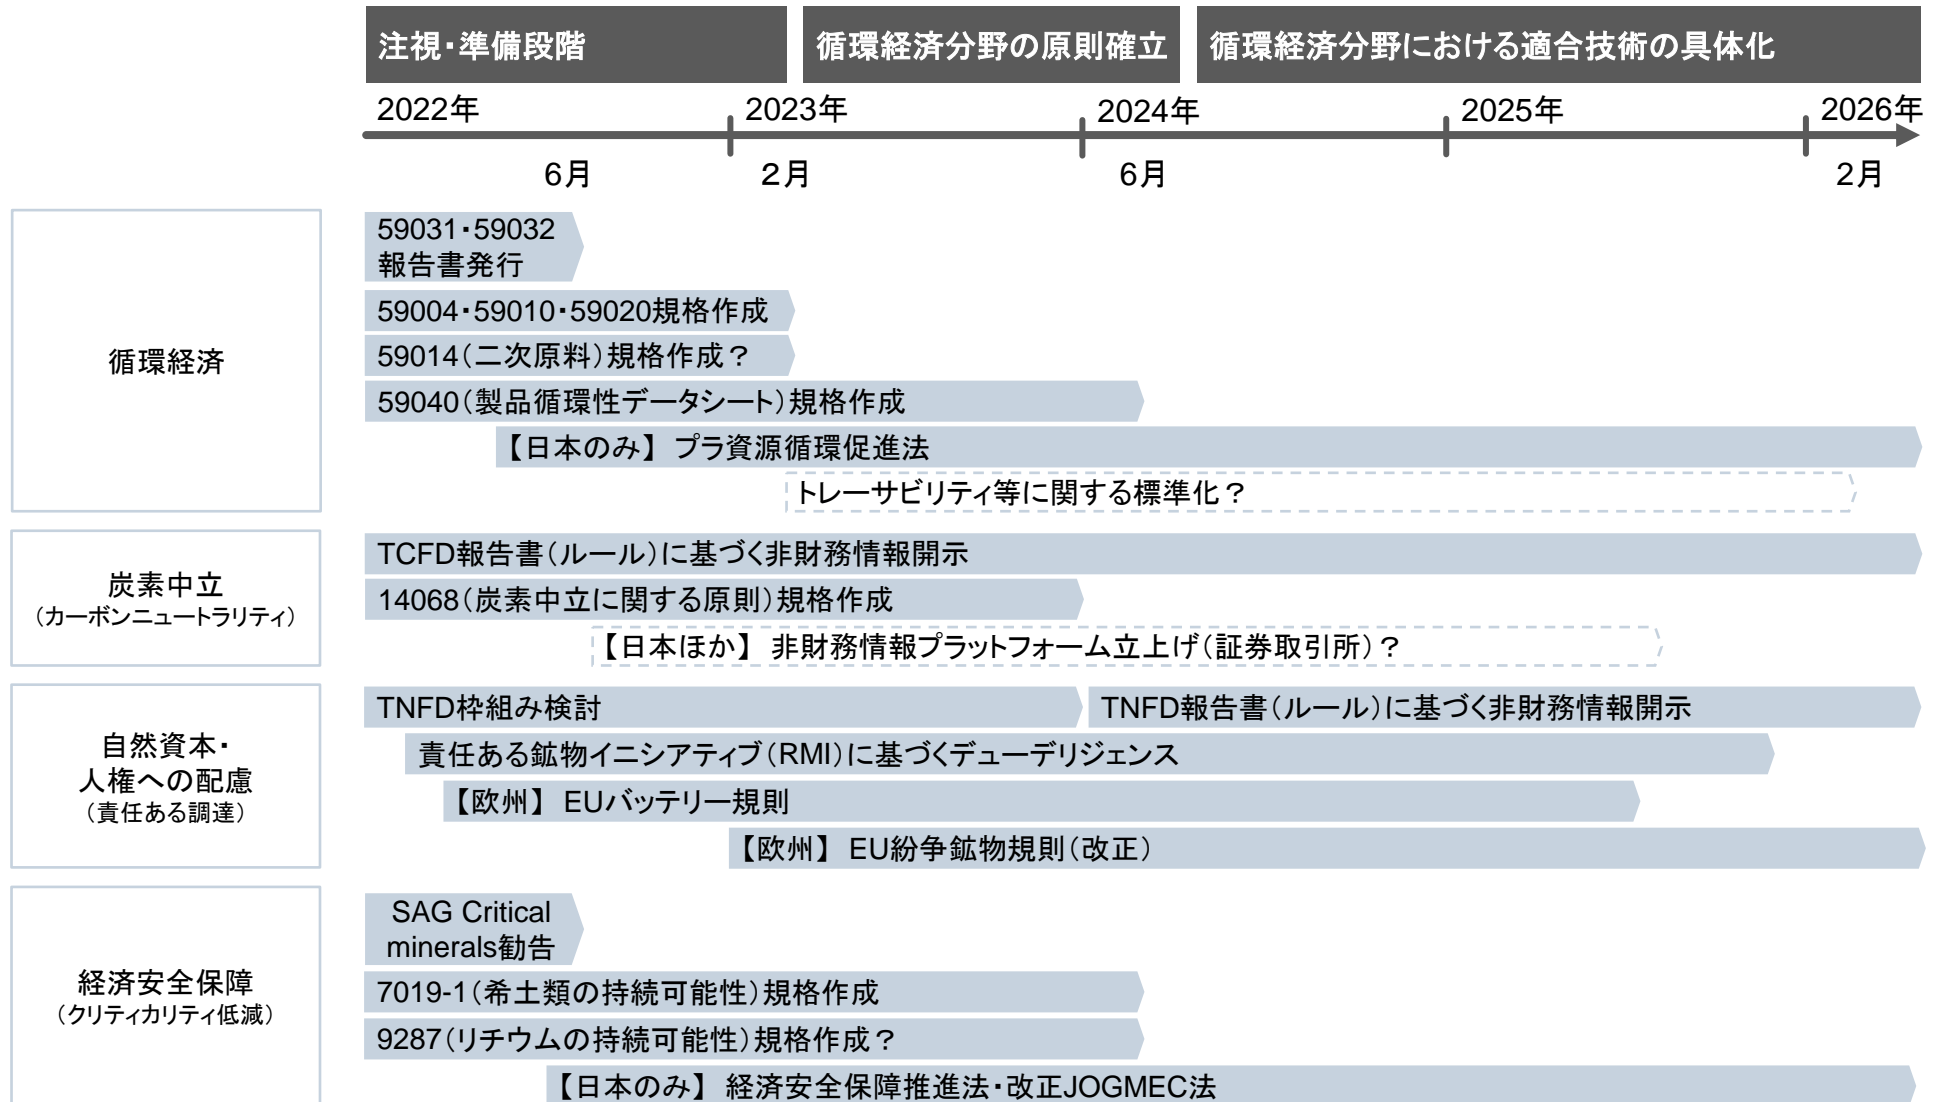 注視・準備段階
循環経済分野の原則確立
循環経済分野における適合技術の具体化
2022年
2023年
2024年
2025年
2026年
6月
2月
6月
2月
循環経済
59031・59032
報告書発行
59004・59010・59020規格作成
59014(二次原料)規格作成?
59040(製品循環性データシート)規格作成
【日本のみ】 プラ資源循環促進法
トレーサビリティ等に関する標準化?
炭素中立
(カーボンニュートラリティ)
TCFD報告書(ルール)に基づく非財務情報開示
14068(炭素中立に関する原則)規格作成
【日本ほか】 非財務情報プラットフォーム立上げ(証券取引所)?
自然資本・
人権への配慮
(責任ある調達)
TNFD枠組み検討
TNFD報告書(ルール)に基づく非財務情報開示
責任ある鉱物イニシアティブ(RMI)に基づくデューデリジェンス
【欧州】 EUバッテリー規則
【欧州】 EU紛争鉱物規則(改正)
経済安全保障
(クリティカリティ低減)
SAG Critical
minerals勧告
7019-1(希土類の持続可能性)規格作成
9287(リチウムの持続可能性)規格作成?
【日本のみ】 経済安全保障推進法・改正JOGMEC法